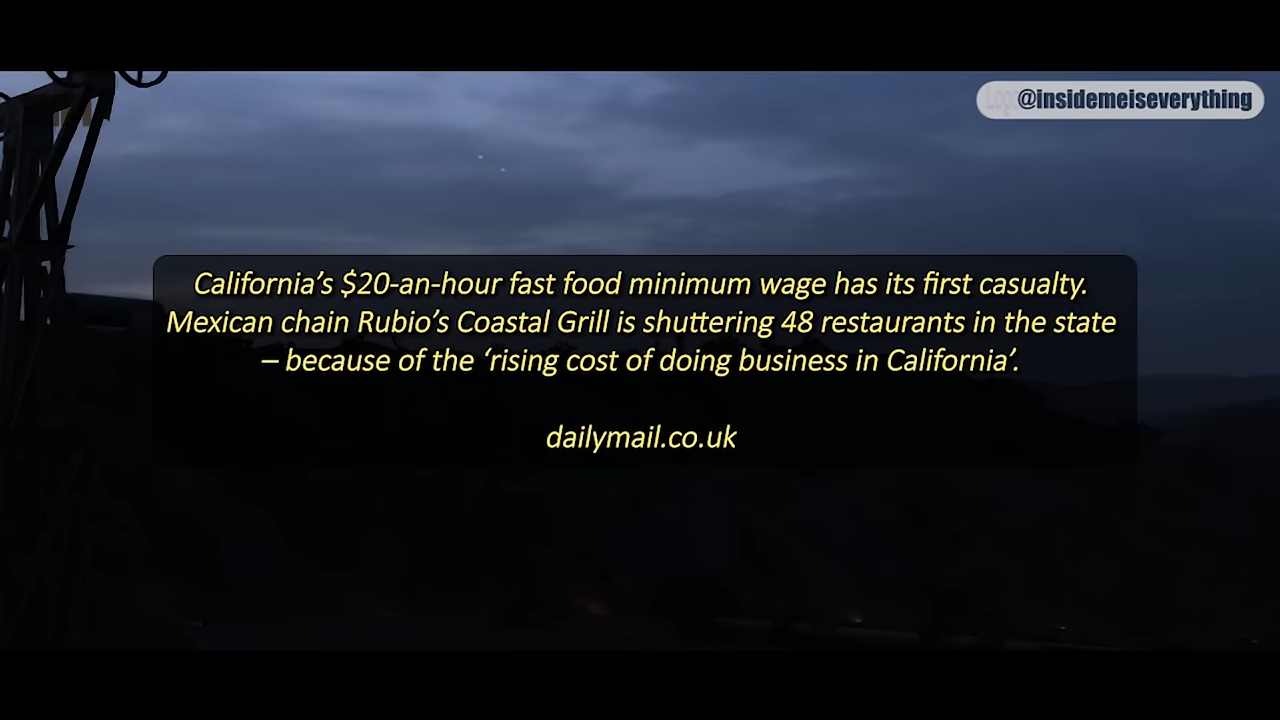 @insidemeiseverything
California’s $20-an-hour fast food minimum wage has its first casualty.
Mexican chain Rubio’s Coastal Grill is shuttering 48 restaurants in the state
– because of the ‘rising cost of doing business in California’.
dailymail.co.uk